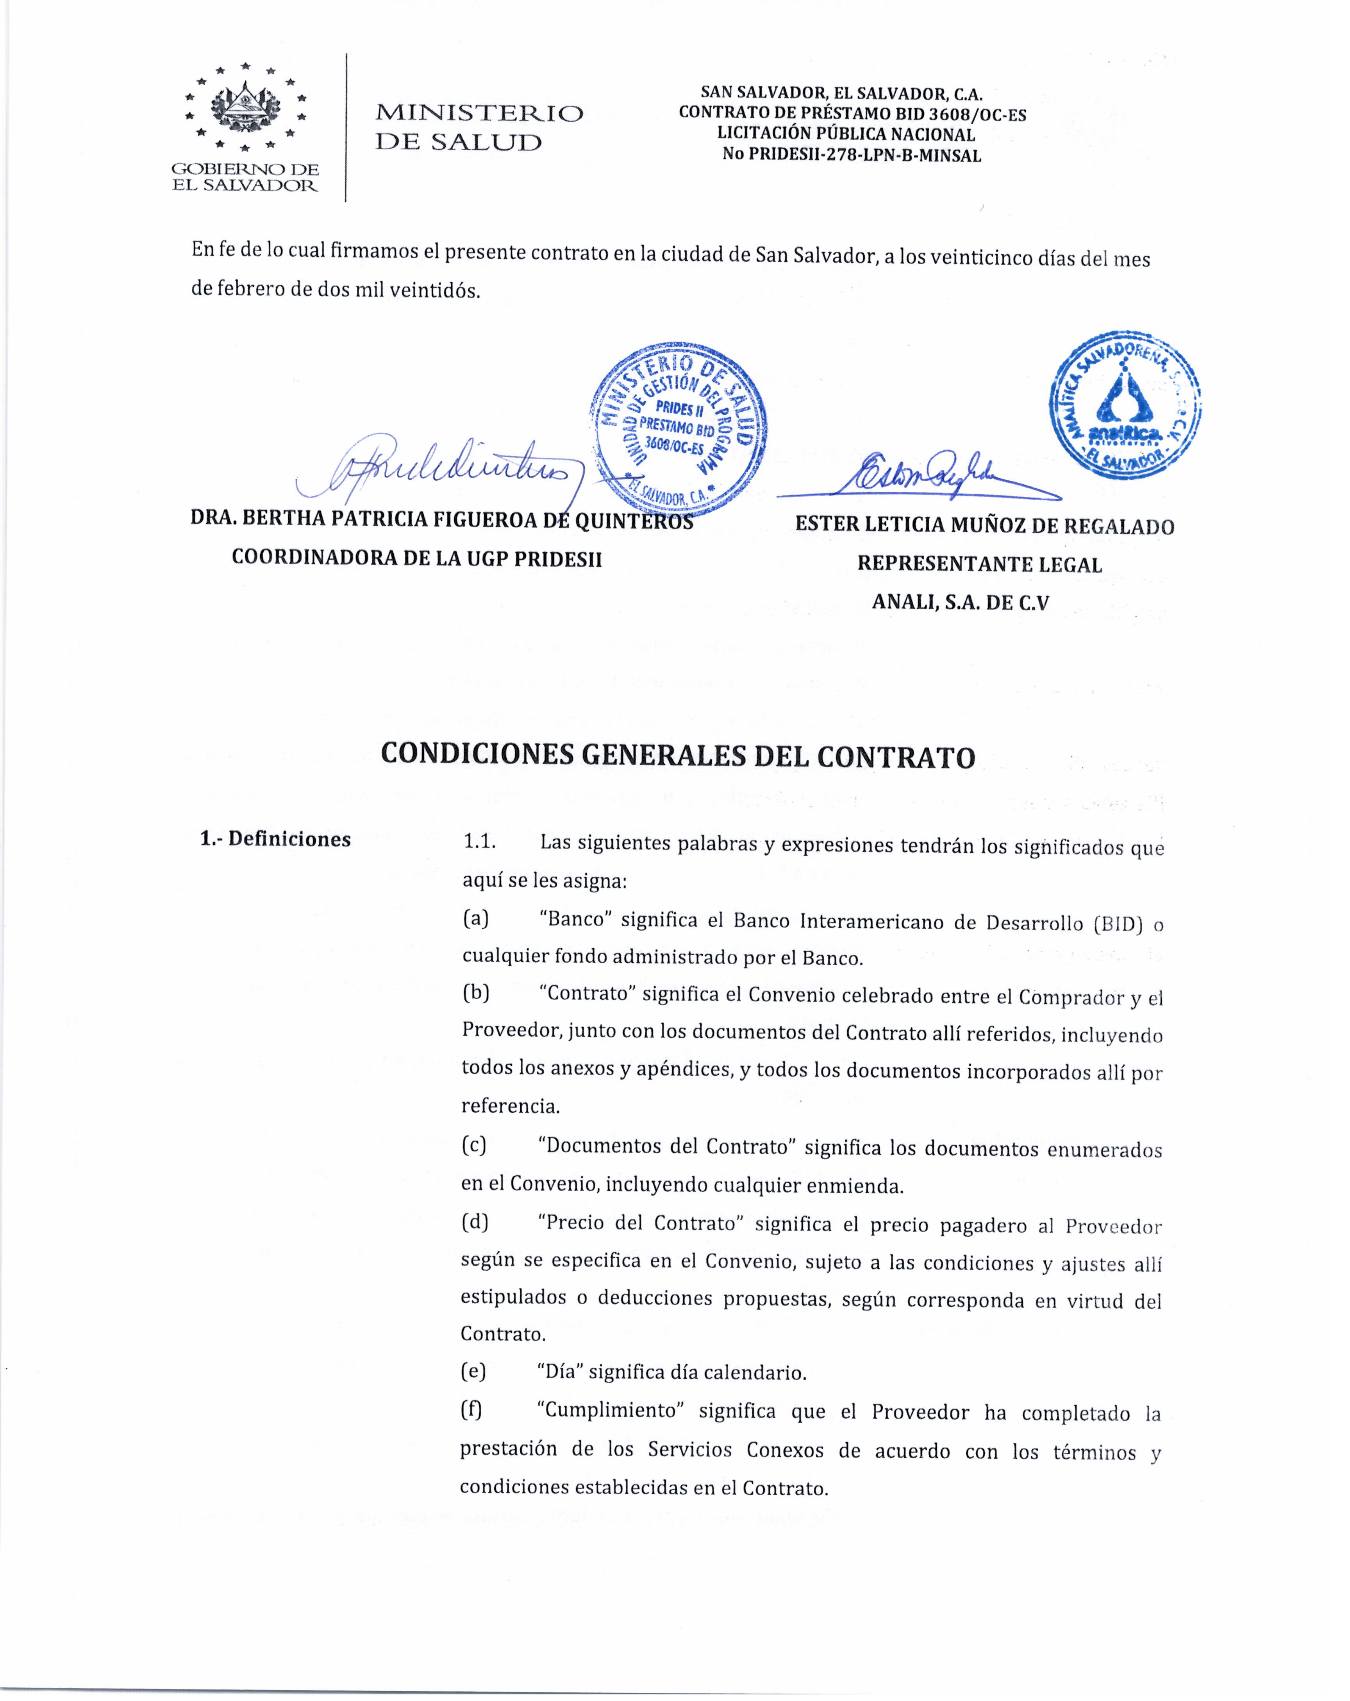 GOBIERNO DE
EL SALVADOR
MINISTERIO
DE SALUD
SAN SALVADOR, EL SALVADOR, C.A.
CONTRATO DE PRÉSTAMO BID 3608/OC-ES
LICITACIÓN PÚBLICA NACIONAL
No PRIDESII-278-LPN-B-MINSAL
En fe de lo cual firmamos el presente contrato en la ciudad de San Salvador, a los veinticinco días del mes
de febrero de dos mil veintidós.
MINISTERIO DE SALUD
UNIDAD DE GESTIÓN DEL PROGRAMA
PRIDES II
PRESTAMO BID
3608/OC-ES
* EL SALVADOR, C.A. *
ANALÍTICA SALVADOREÑA, C.V.
analítica
- EL SALVADOR -
DRA. BERTHA PATRICIA FIGUEROA DE QUINTEROS
COORDINADORA DE LA UGP PRIDESII
ESTER LETICIA MUÑOZ DE REGALADO
REPRESENTANTE LEGAL
ANALI, S.A. DE C.V
CONDICIONES GENERALES DEL CONTRATO
1.- Definiciones
1.1. Las siguientes palabras y expresiones tendrán los significados que
aquí se les asigna:
(a) “Banco” significa el Banco Interamericano de Desarrollo (BID) o
cualquier fondo administrado por el Banco.
(b) “Contrato” significa el Convenio celebrado entre el Comprador y el
Proveedor, junto con los documentos del Contrato allí referidos, incluyendo
todos los anexos y apéndices, y todos los documentos incorporados allí por
referencia.
(c) “Documentos del Contrato” significa los documentos enumerados
en el Convenio, incluyendo cualquier enmienda.
(d) “Precio del Contrato” significa el precio pagadero al Proveedor
según se especifica en el Convenio, sujeto a las condiciones y ajustes allí
estipulados o deducciones propuestas, según corresponda en virtud del
Contrato.
(e) “Día” significa día calendario.
(f) “Cumplimiento” significa que el Proveedor ha completado la
prestación de los Servicios Conexos de acuerdo con los términos y
condiciones establecidas en el Contrato.